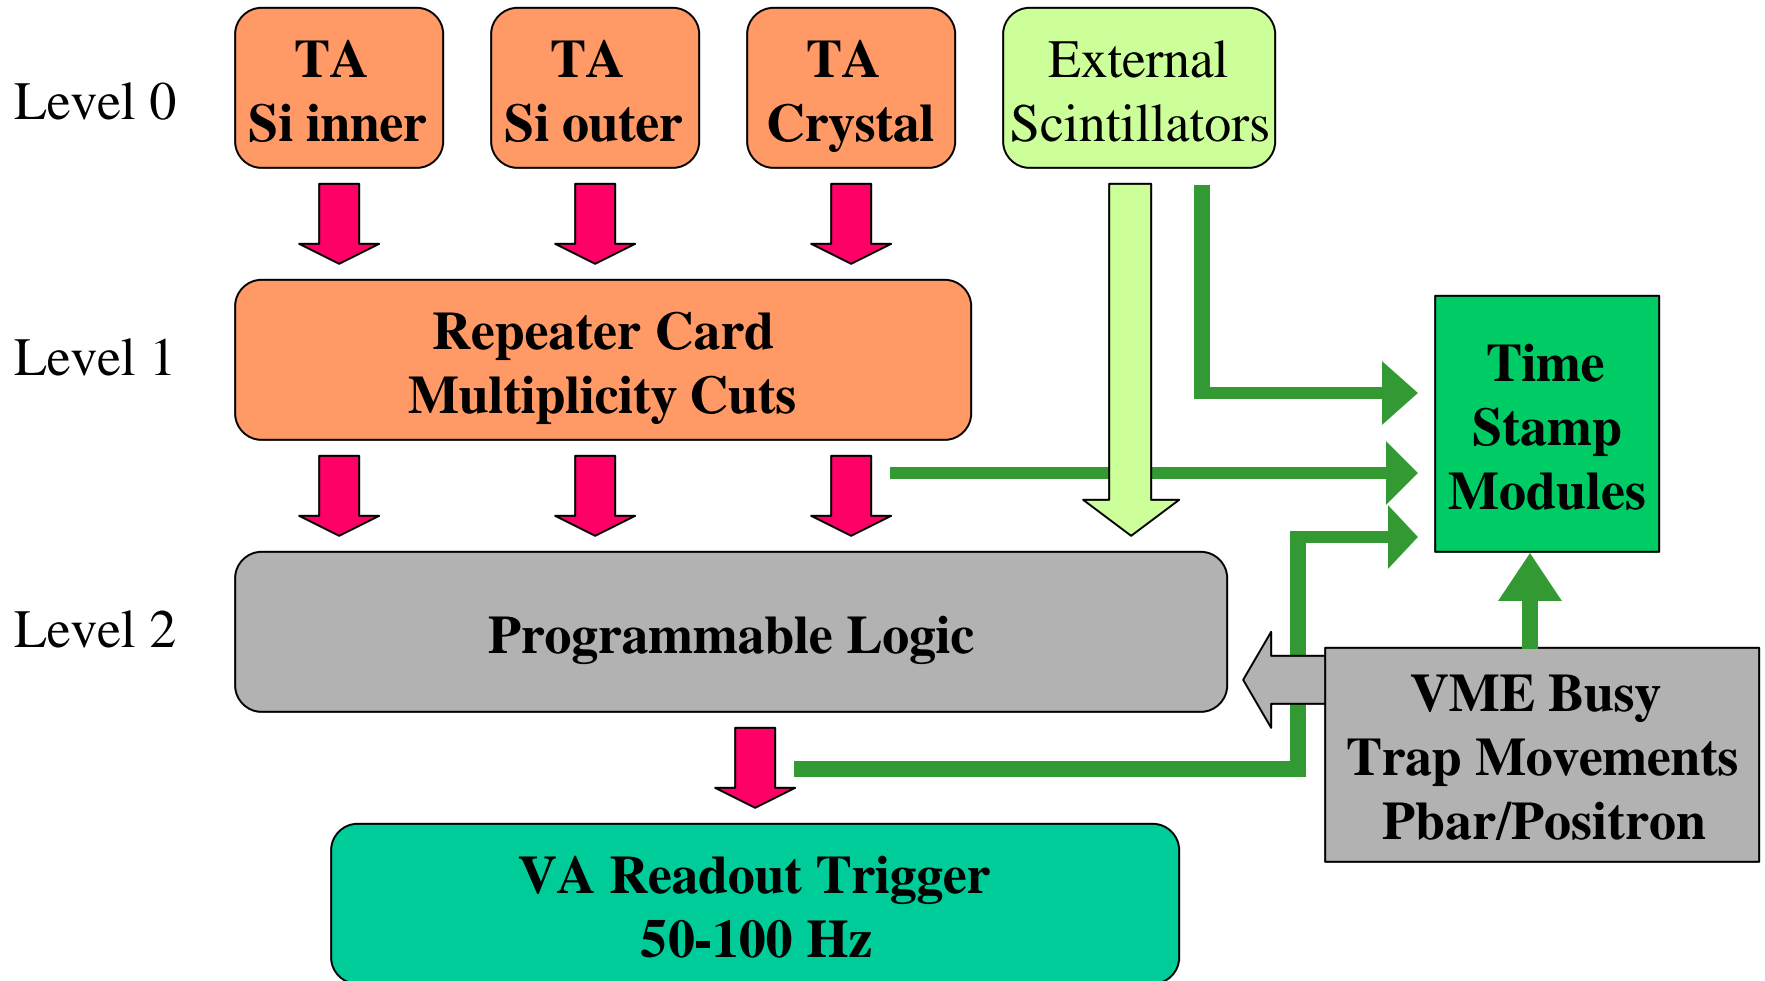 Level 0
TA
Si inner
TA
Si outer
TA
Crystal
External
Scintillators
Level 1
Repeater Card
Multiplicity Cuts
Time
Stamp
Modules
Level 2
Programmable Logic
VME Busy
Trap Movements
Pbar/Positron
VA Readout Trigger
50-100 Hz